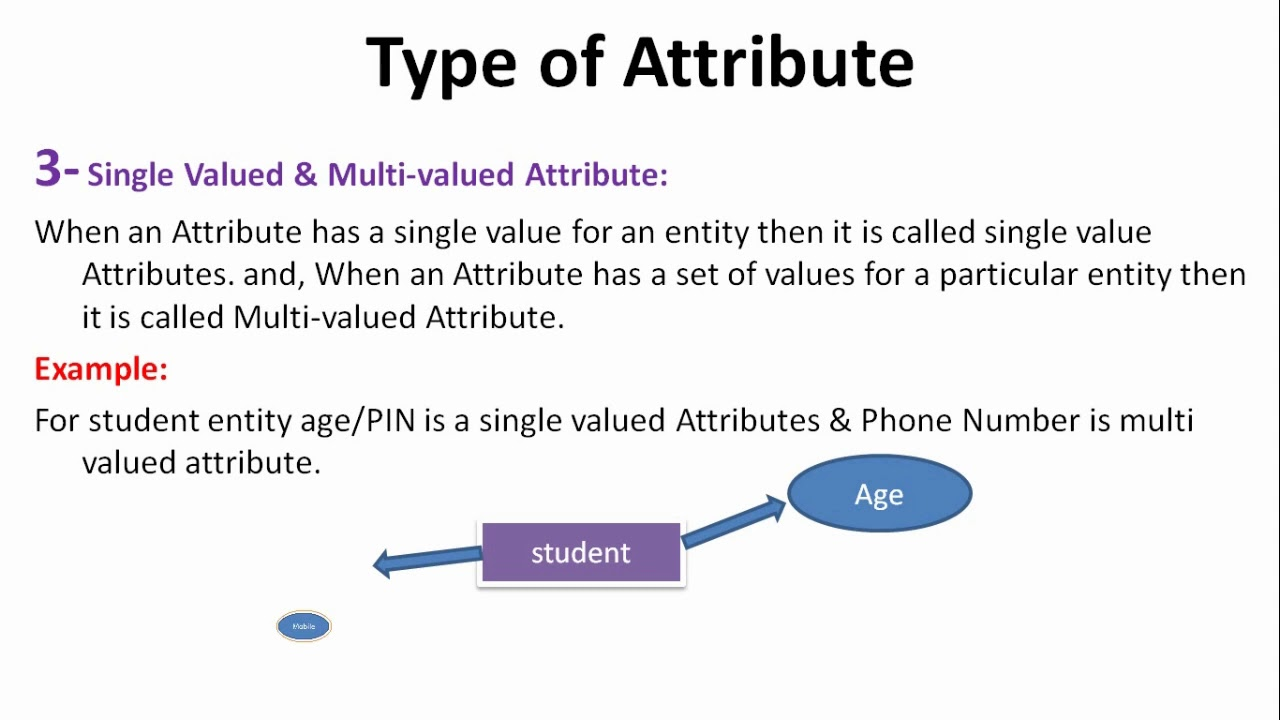 Type of Attribute
3- Single Valued & Multi-valued Attribute:
When an Attribute has a single value for an entity then it is called single value
Attributes. and, When an Attribute has a set of values for a particular entity then
it is called Multi-valued Attribute.
Example:
For student entity age/PIN is a single valued Attributes & Phone Number is multi
valued attribute.
Age
student
Mobile